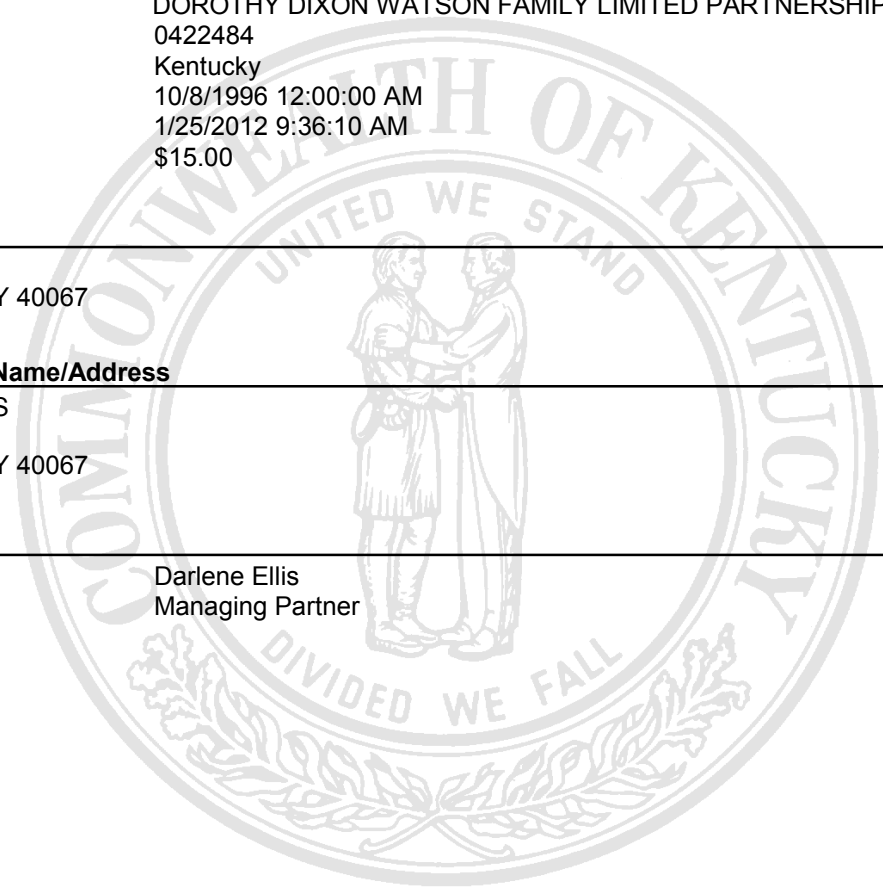 DOROTHY DIXON WATSON FAMILY LIMITED PARTNERSHIP
0422484
Kentucky
10/8/1996 12:00:00 AM
1/25/2012 9:36:10 AM
$15.00
Y 40067
Name/Address
S
Y 40067
Darlene Ellis
Managing Partner
COMMONWEALTH OF KENTUCKY
UNITED WE STAND
DIVIDED WE FALL